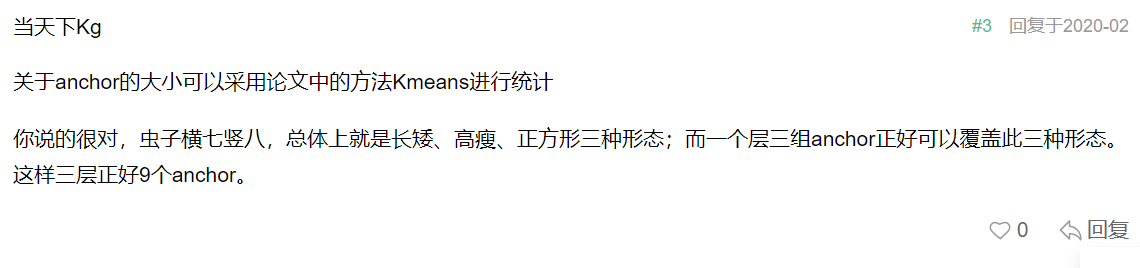 当天下Kg
#3 回复于2020-02
关于anchor的大小可以采用论文中的方法Kmeans进行统计
你说的很对，虫子横七竖八，总体上就是长矮、高瘦、正方形三种形态；而一个层三组anchor正好可以覆盖此三种形态。
这样三层正好9个anchor。
0 回复